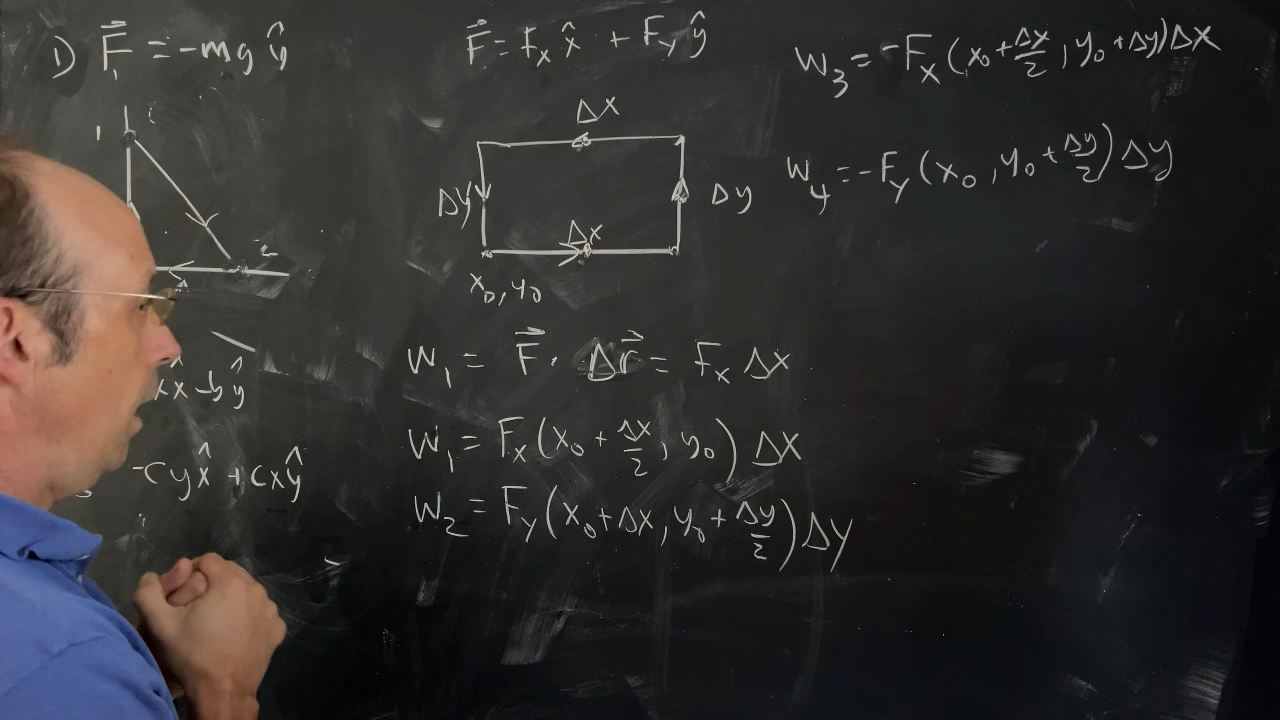 1) F⃗₁ = -mg ŷ
1
2
x̂ - b ŷ
-cy x̂ + cx ŷ
F⃗ = Fₓ x̂ + Fᵧ ŷ
Δx
Δy
Δy
Δx
x₀, y₀
W₁ = F⃗ · Δr⃗ = Fₓ Δx
W₁ = Fₓ(x₀ + Δx/2, y₀) Δx
W₂ = Fᵧ(x₀ + Δx, y₀ + Δy/2) Δy
W₃ = -Fₓ(x₀ + Δx/2, y₀ + Δy) Δx
W₄ = -Fᵧ(x₀, y₀ + Δy/2) Δy